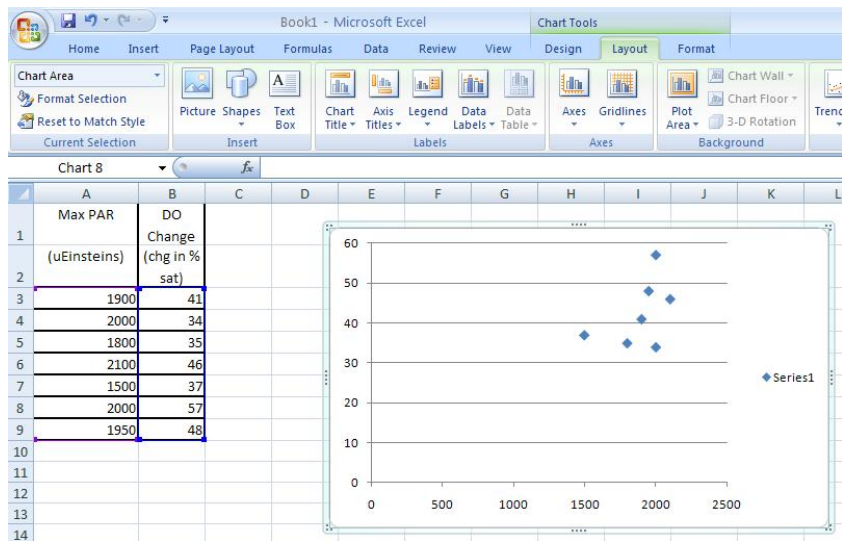 Book1 - Microsoft Excel
Chart Tools
Home Insert Page Layout Formulas Data Review View Design Layout Format
Chart Area
Format Selection
Reset to Match Style
Current Selection
Picture Shapes Text Box
Insert
Chart Title Axis Titles Legend Data Labels Data Table
Labels
Axes Gridlines
Axes
Plot Area
Chart Wall
Chart Floor
3-D Rotation
Background
Chart 8
fx
A B C D E F G H I J K L
1 Max PAR DO Change
2 (uEinsteins) (chg in % sat)
3 1900 41
4 2000 34
5 1800 35
6 2100 46
7 1500 37
8 2000 57
9 1950 48
10
11
12
13
14
60
50
40
30
20
10
0
0 500 1000 1500 2000 2500
Series1